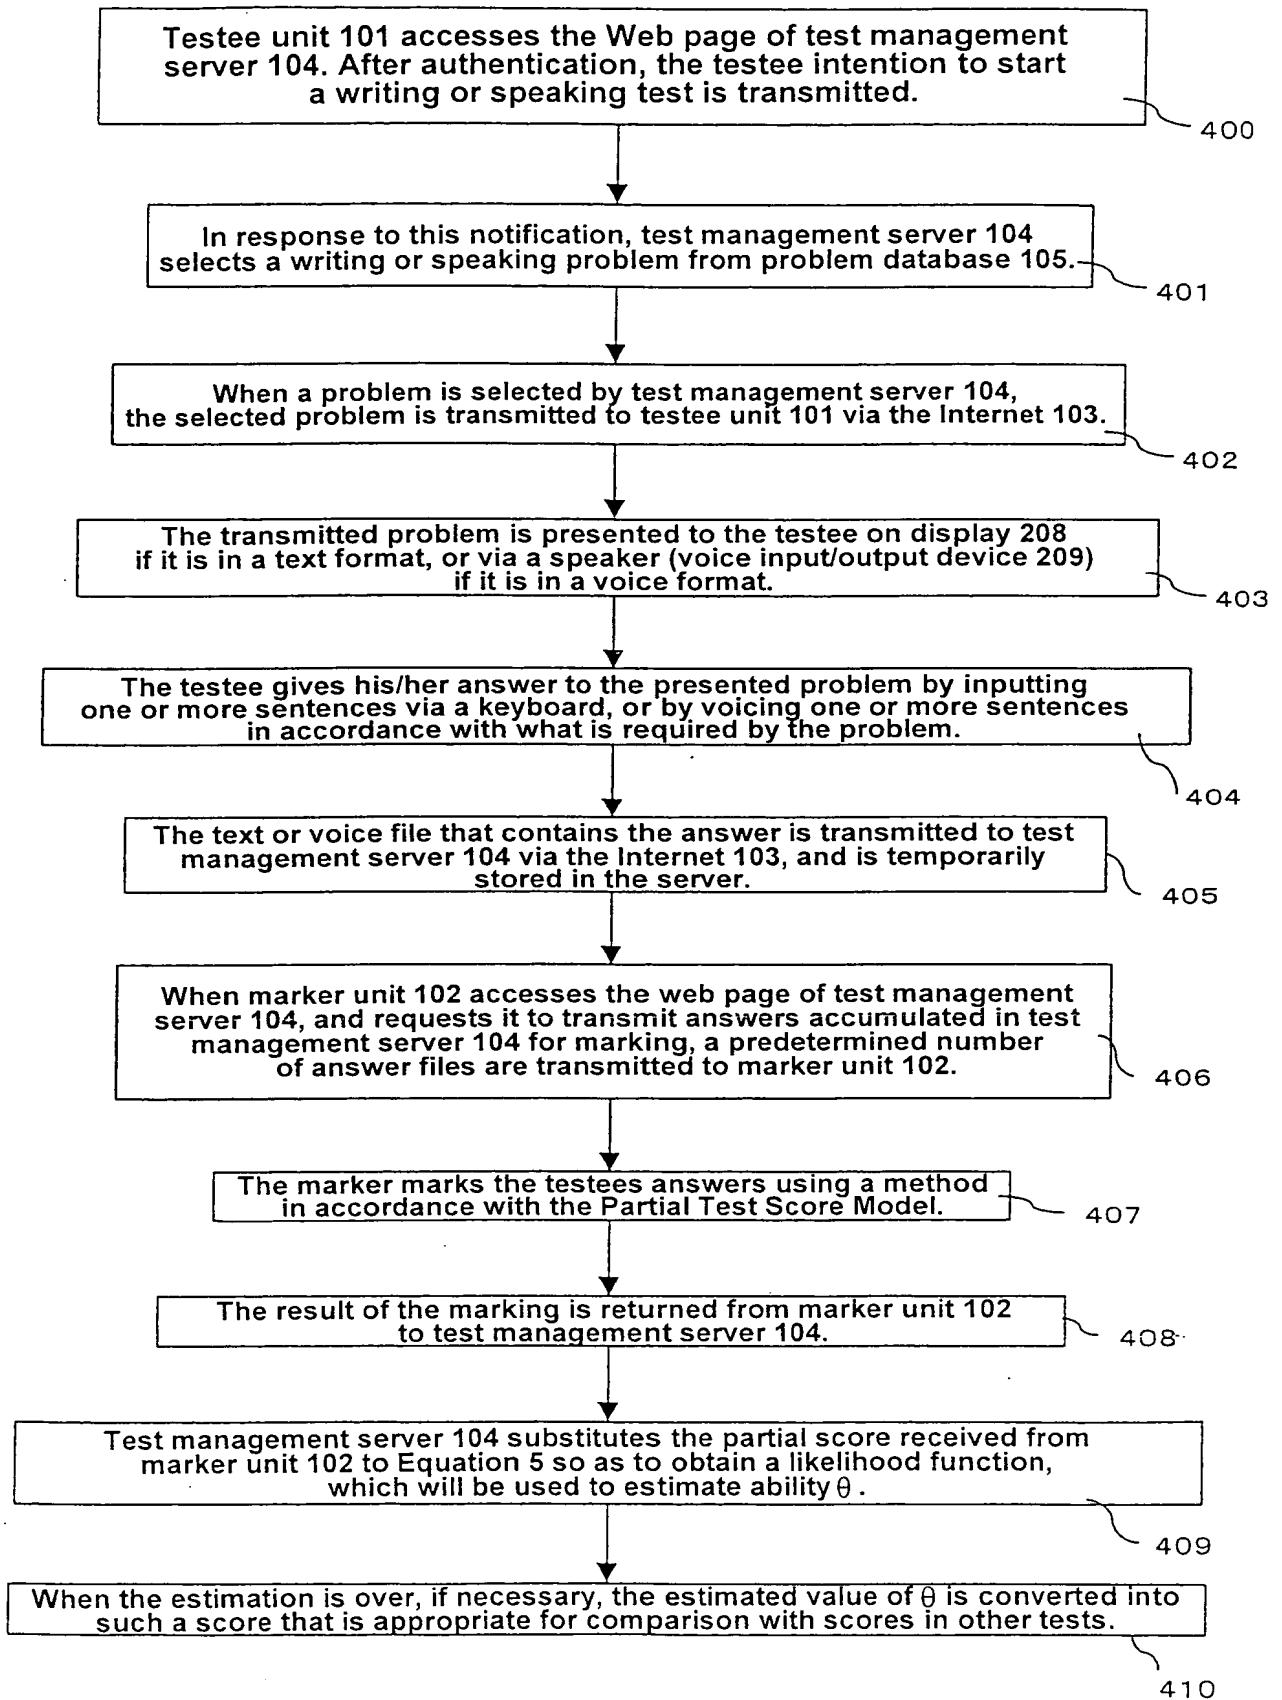 Testee unit 101 accesses the Web page of test management
server 104. After authentication, the testee intention to start
a writing or speaking test is transmitted.
400
In response to this notification, test management server 104
selects a writing or speaking problem from problem database 105.
401
When a problem is selected by test management server 104,
the selected problem is transmitted to testee unit 101 via the Internet 103.
402
The transmitted problem is presented to the testee on display 208
if it is in a text format, or via a speaker (voice input/output device 209)
if it is in a voice format.
403
The testee gives his/her answer to the presented problem by inputting
one or more sentences via a keyboard, or by voicing one or more sentences
in accordance with what is required by the problem.
404
The text or voice file that contains the answer is transmitted to test
management server 104 via the Internet 103, and is temporarily
stored in the server.
405
When marker unit 102 accesses the web page of test management
server 104, and requests it to transmit answers accumulated in test
management server 104 for marking, a predetermined number
of answer files are transmitted to marker unit 102.
406
The marker marks the testees answers using a method
in accordance with the Partial Test Score Model.
407
The result of the marking is returned from marker unit 102
to test management server 104.
408
Test management server 104 substitutes the partial score received from
marker unit 102 to Equation 5 so as to obtain a likelihood function,
which will be used to estimate ability θ .
409
When the estimation is over, if necessary, the estimated value of θ is converted into
such a score that is appropriate for comparison with scores in other tests.
410